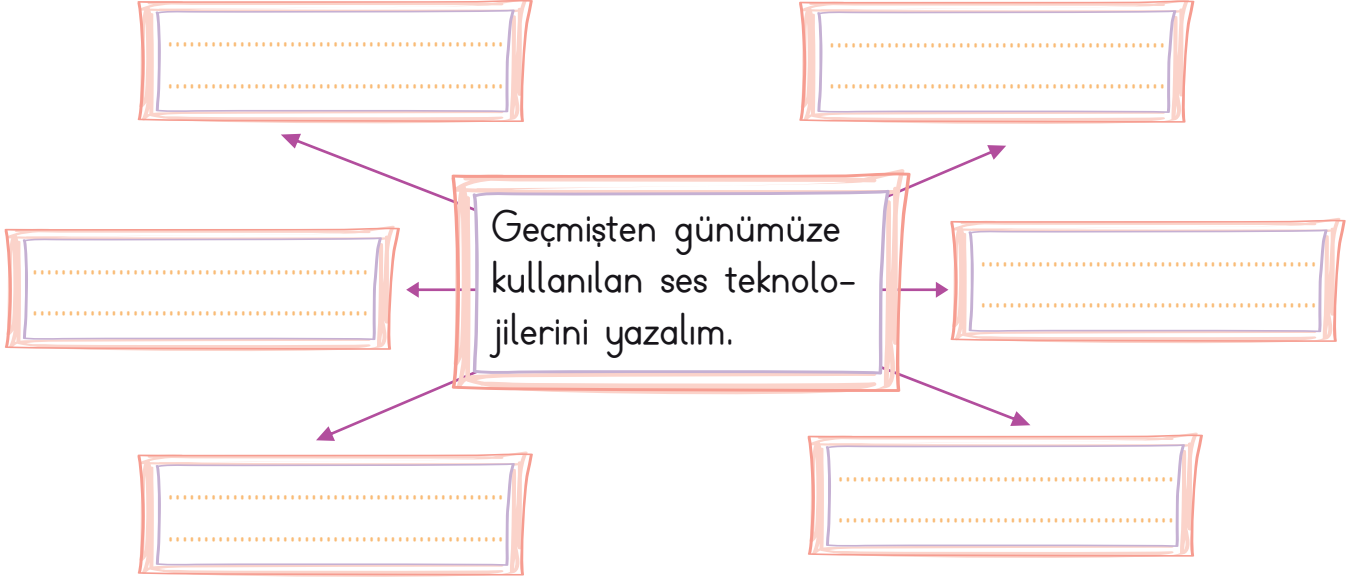 Geçmişten günümüze
kullanılan ses teknolo-
jilerini yazalım.